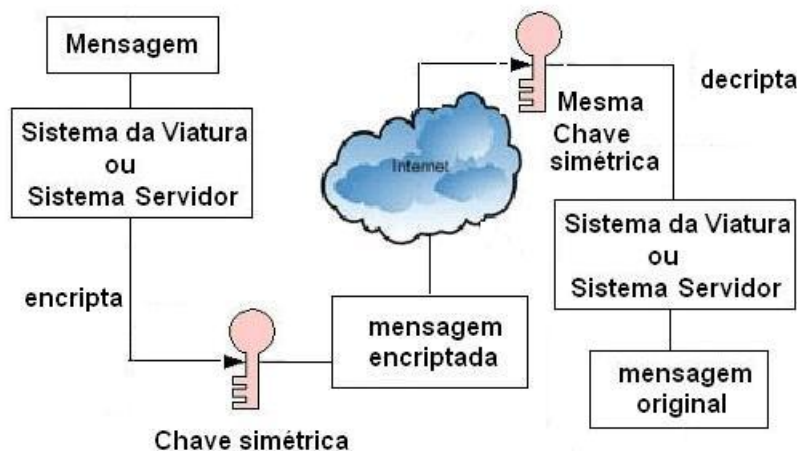 Mensagem
Sistema da Viatura
ou
Sistema Servidor
encripta
Chave simétrica
mensagem
encriptada
Internet
Mesma
Chave
simétrica
decripta
Sistema da Viatura
ou
Sistema Servidor
mensagem
original